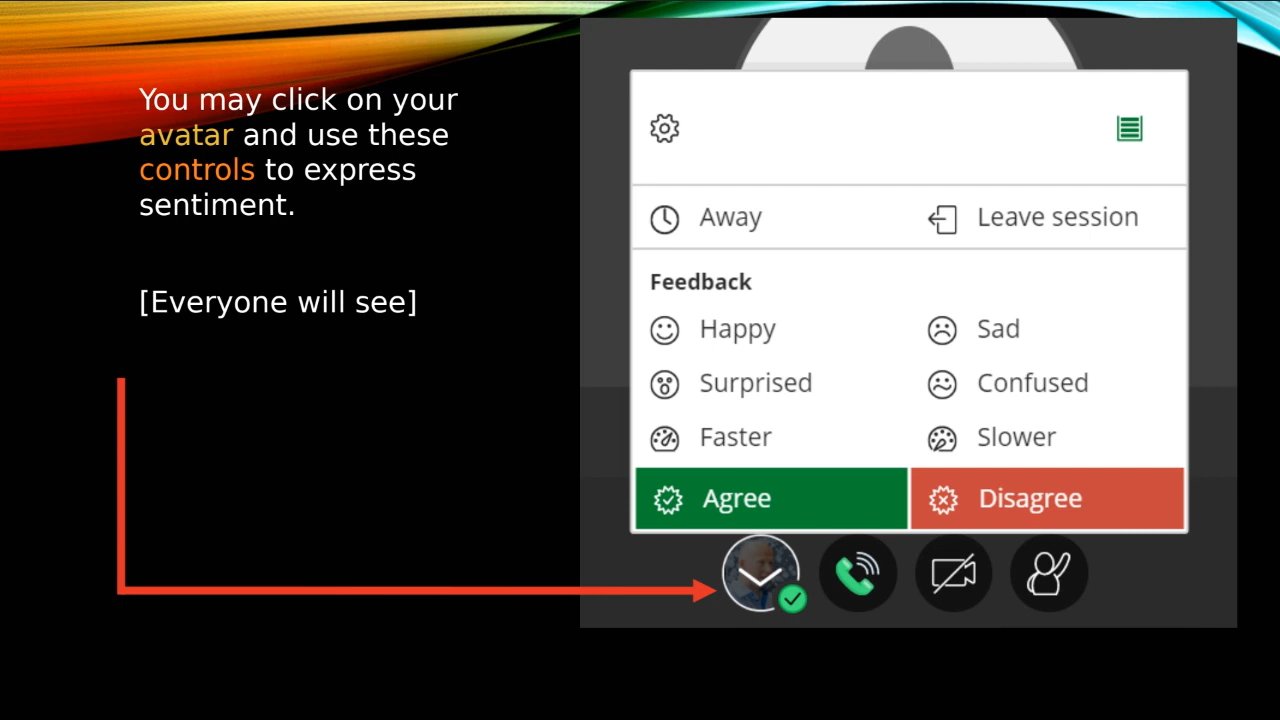 You may click on your
avatar and use these
controls to express
sentiment.
[Everyone will see]
Away
Leave session
Feedback
Happy
Sad
Surprised
Confused
Faster
Slower
Agree
Disagree